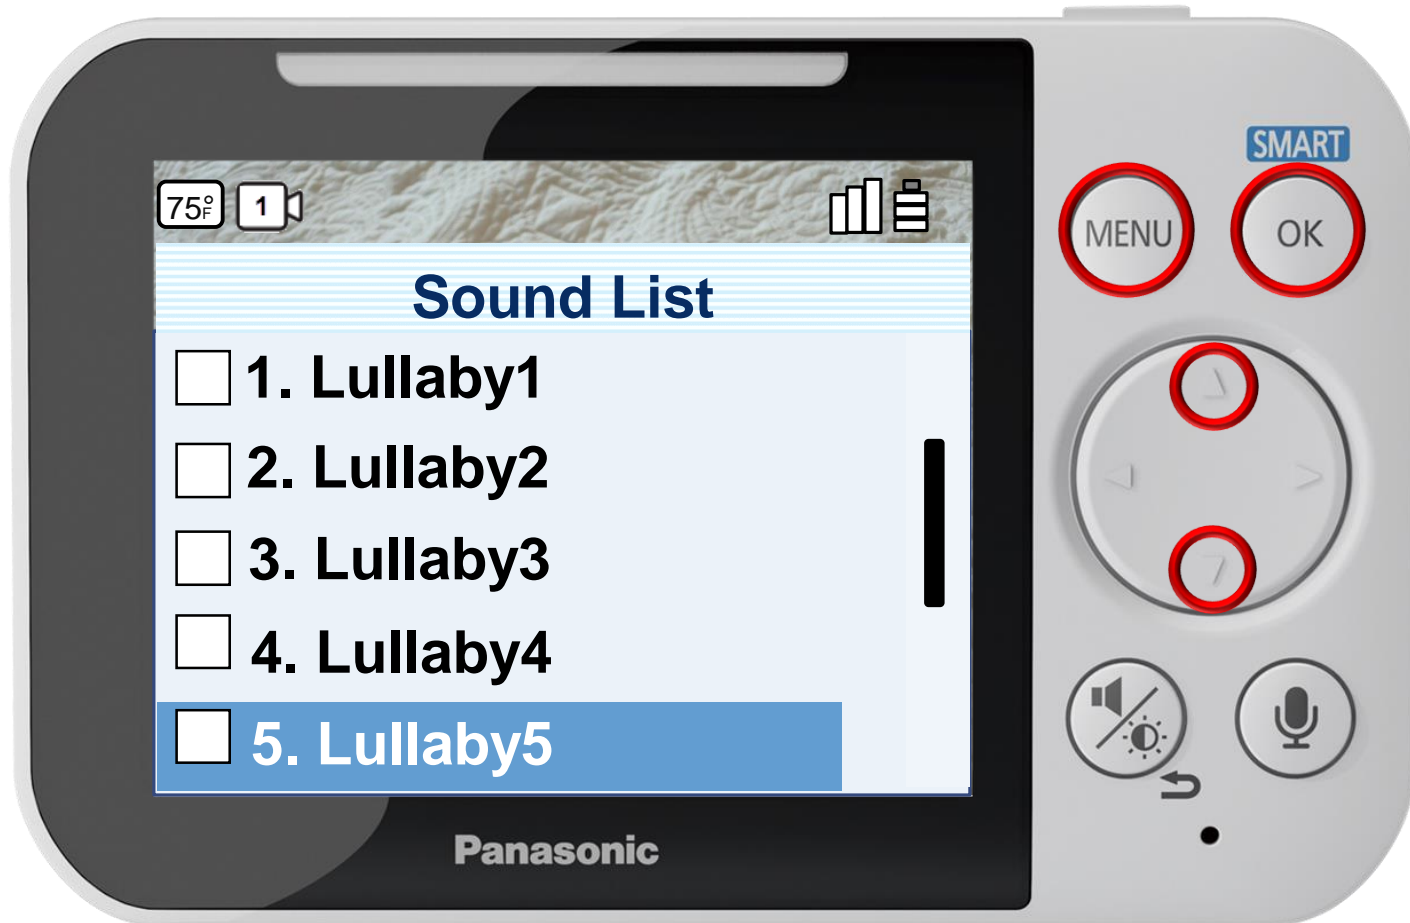 SMART
MENU
OK
75°F
1
Sound List
1. Lullaby1
2. Lullaby2
3. Lullaby3
4. Lullaby4
5. Lullaby5
Panasonic